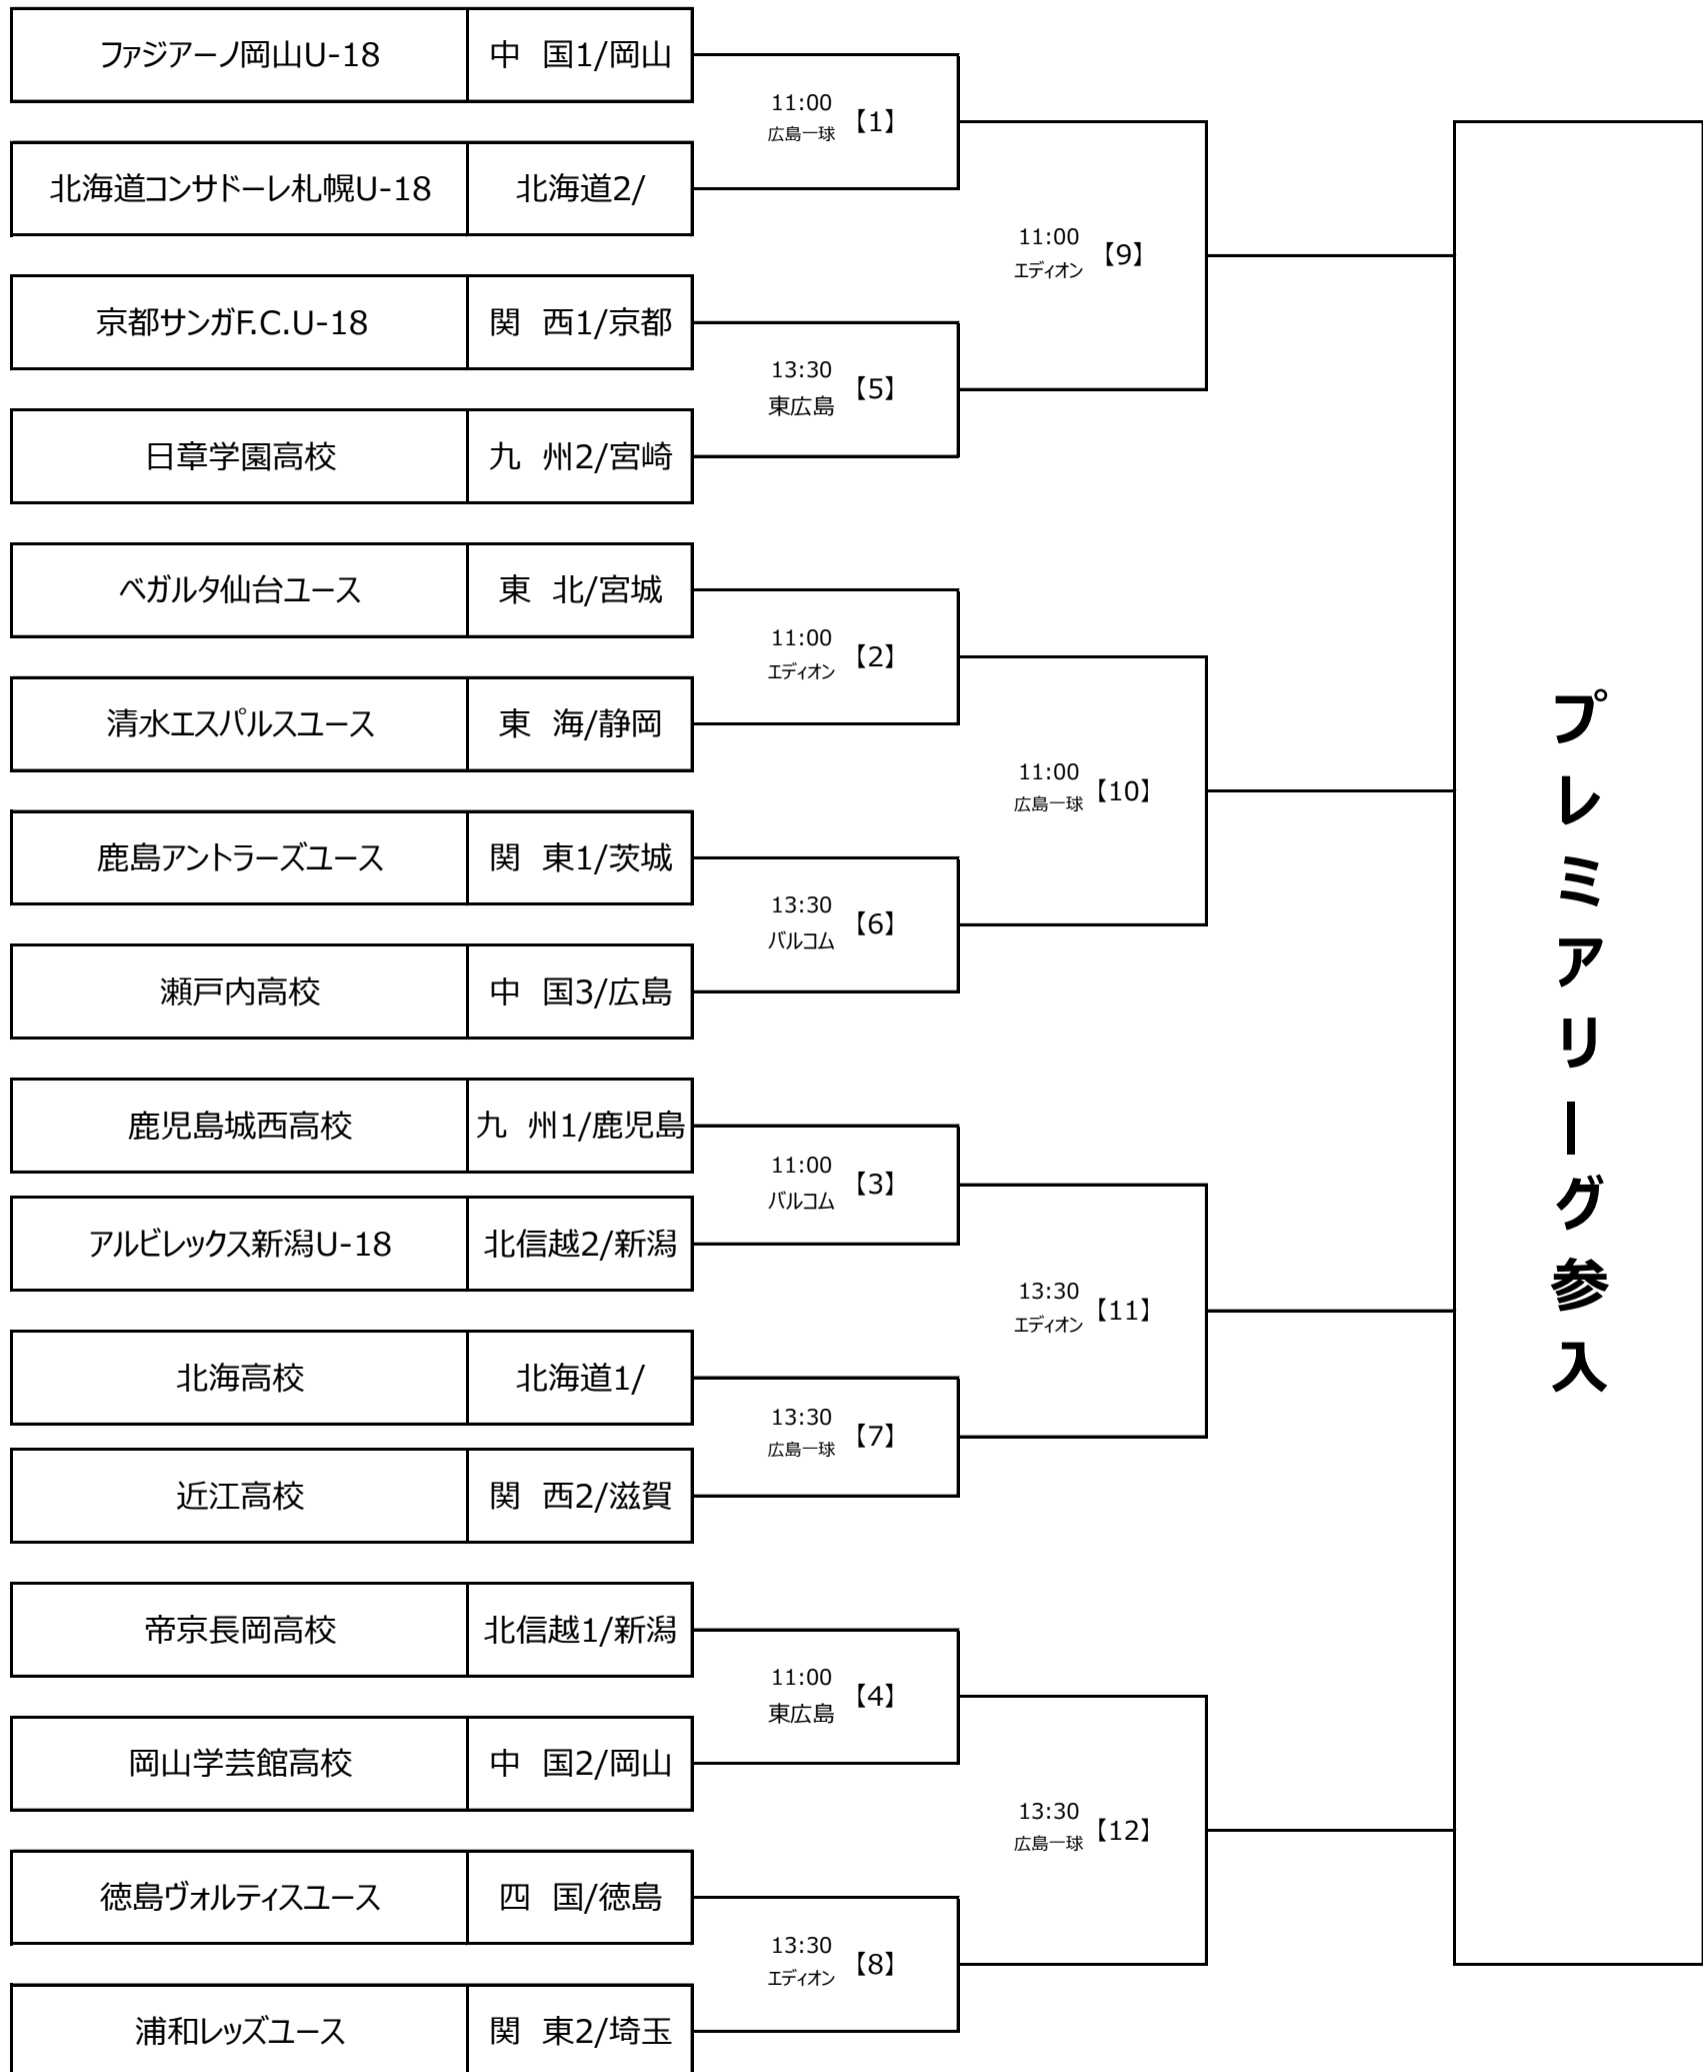 ファジアーノ岡山U-18 中　国1/岡山
11:00
広島一球 【1】
北海道コンサドーレ札幌U-18 北海道2/
11:00
エディオン 【9】
京都サンガF.C.U-18 関　西1/京都
13:30
東広島 【5】
日章学園高校 九　州2/宮崎
ベガルタ仙台ユース 東　北/宮城
11:00
エディオン 【2】
清水エスパルスユース 東　海/静岡
11:00
広島一球 【10】
鹿島アントラーズユース 関　東1/茨城
13:30
バルコム 【6】
瀬戸内高校 中　国3/広島
鹿児島城西高校 九　州1/鹿児島
11:00
バルコム 【3】
アルビレックス新潟U-18 北信越2/新潟
13:30
エディオン 【11】
北海高校 北海道1/
13:30
広島一球 【7】
近江高校 関　西2/滋賀
帝京長岡高校 北信越1/新潟
11:00
東広島 【4】
岡山学芸館高校 中　国2/岡山
13:30
広島一球 【12】
徳島ヴォルティスユース 四　国/徳島
13:30
エディオン 【8】
浦和レッズユース 関　東2/埼玉
プレミアリーグ参入